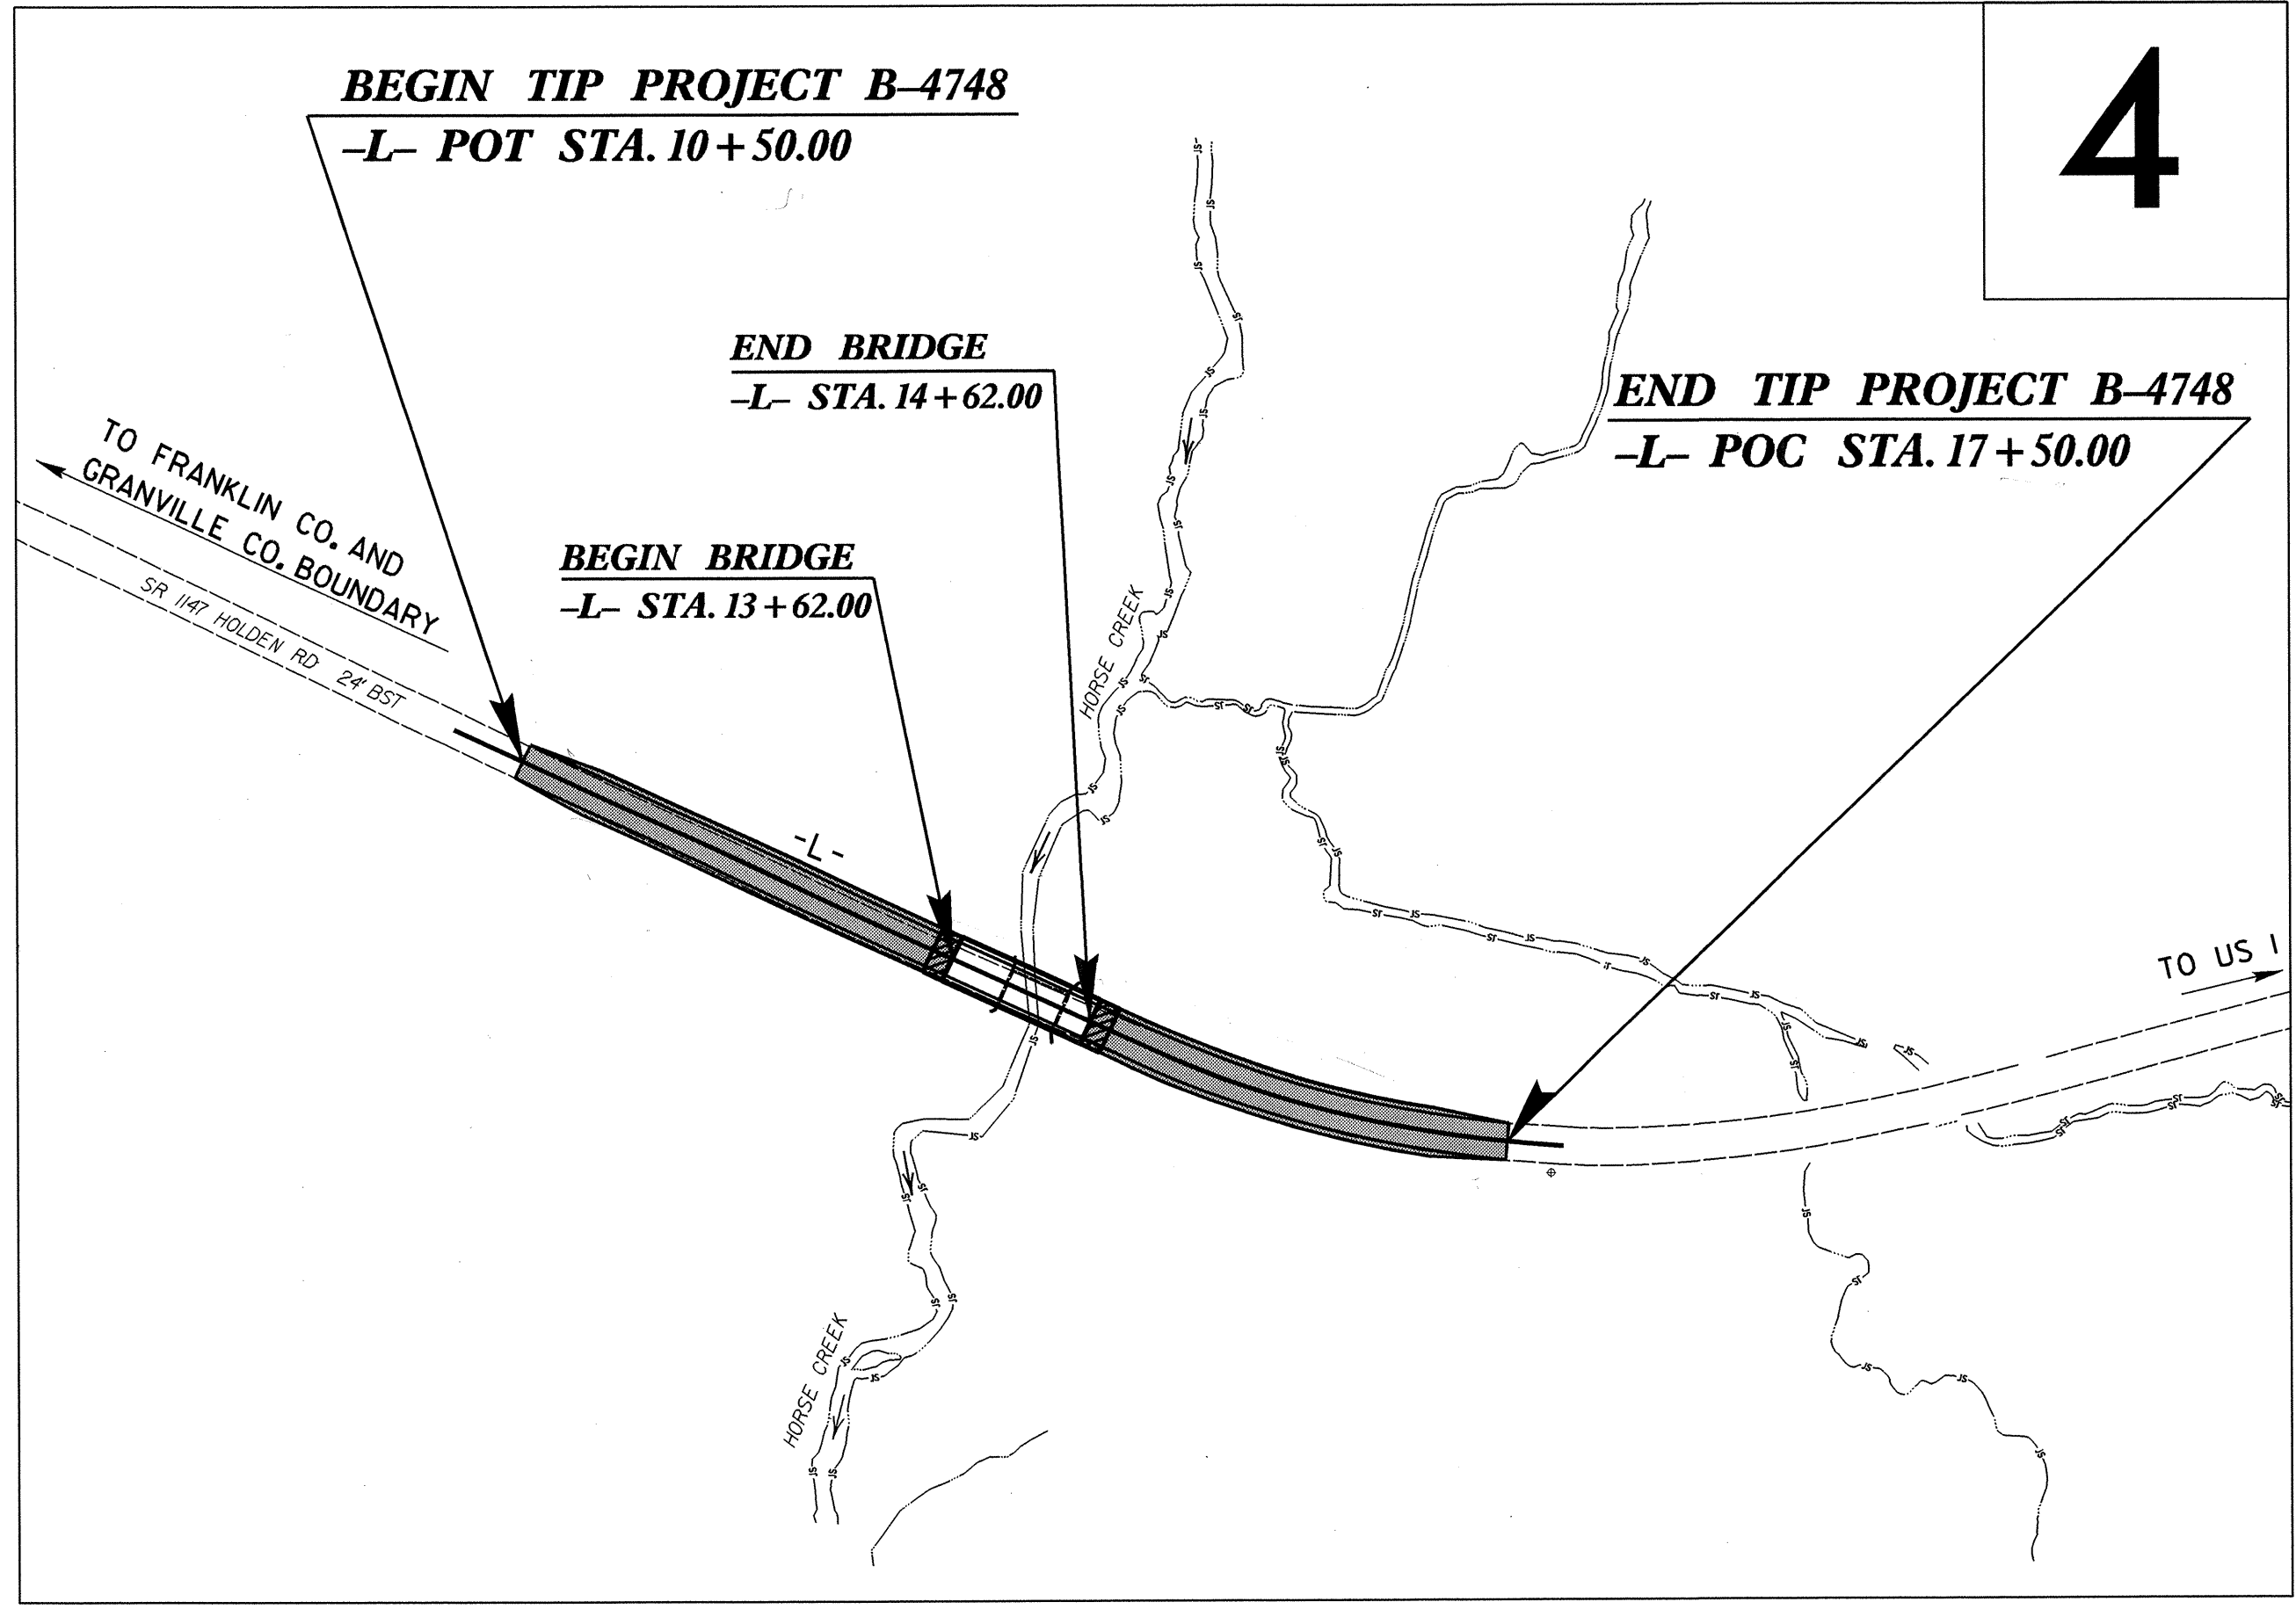 4
BEGIN TIP PROJECT B–4748
–L– POT STA. 10+50.00
END BRIDGE
–L– STA. 14+62.00
END TIP PROJECT B–4748
–L– POC STA. 17+50.00
TO FRANKLIN CO. AND
GRANVILLE CO. BOUNDARY
BEGIN BRIDGE
–L– STA. 13+62.00
SR 1147 HOLDEN RD 24' BST
HORSE CREEK
-L-
TO US 1
HORSE CREEK